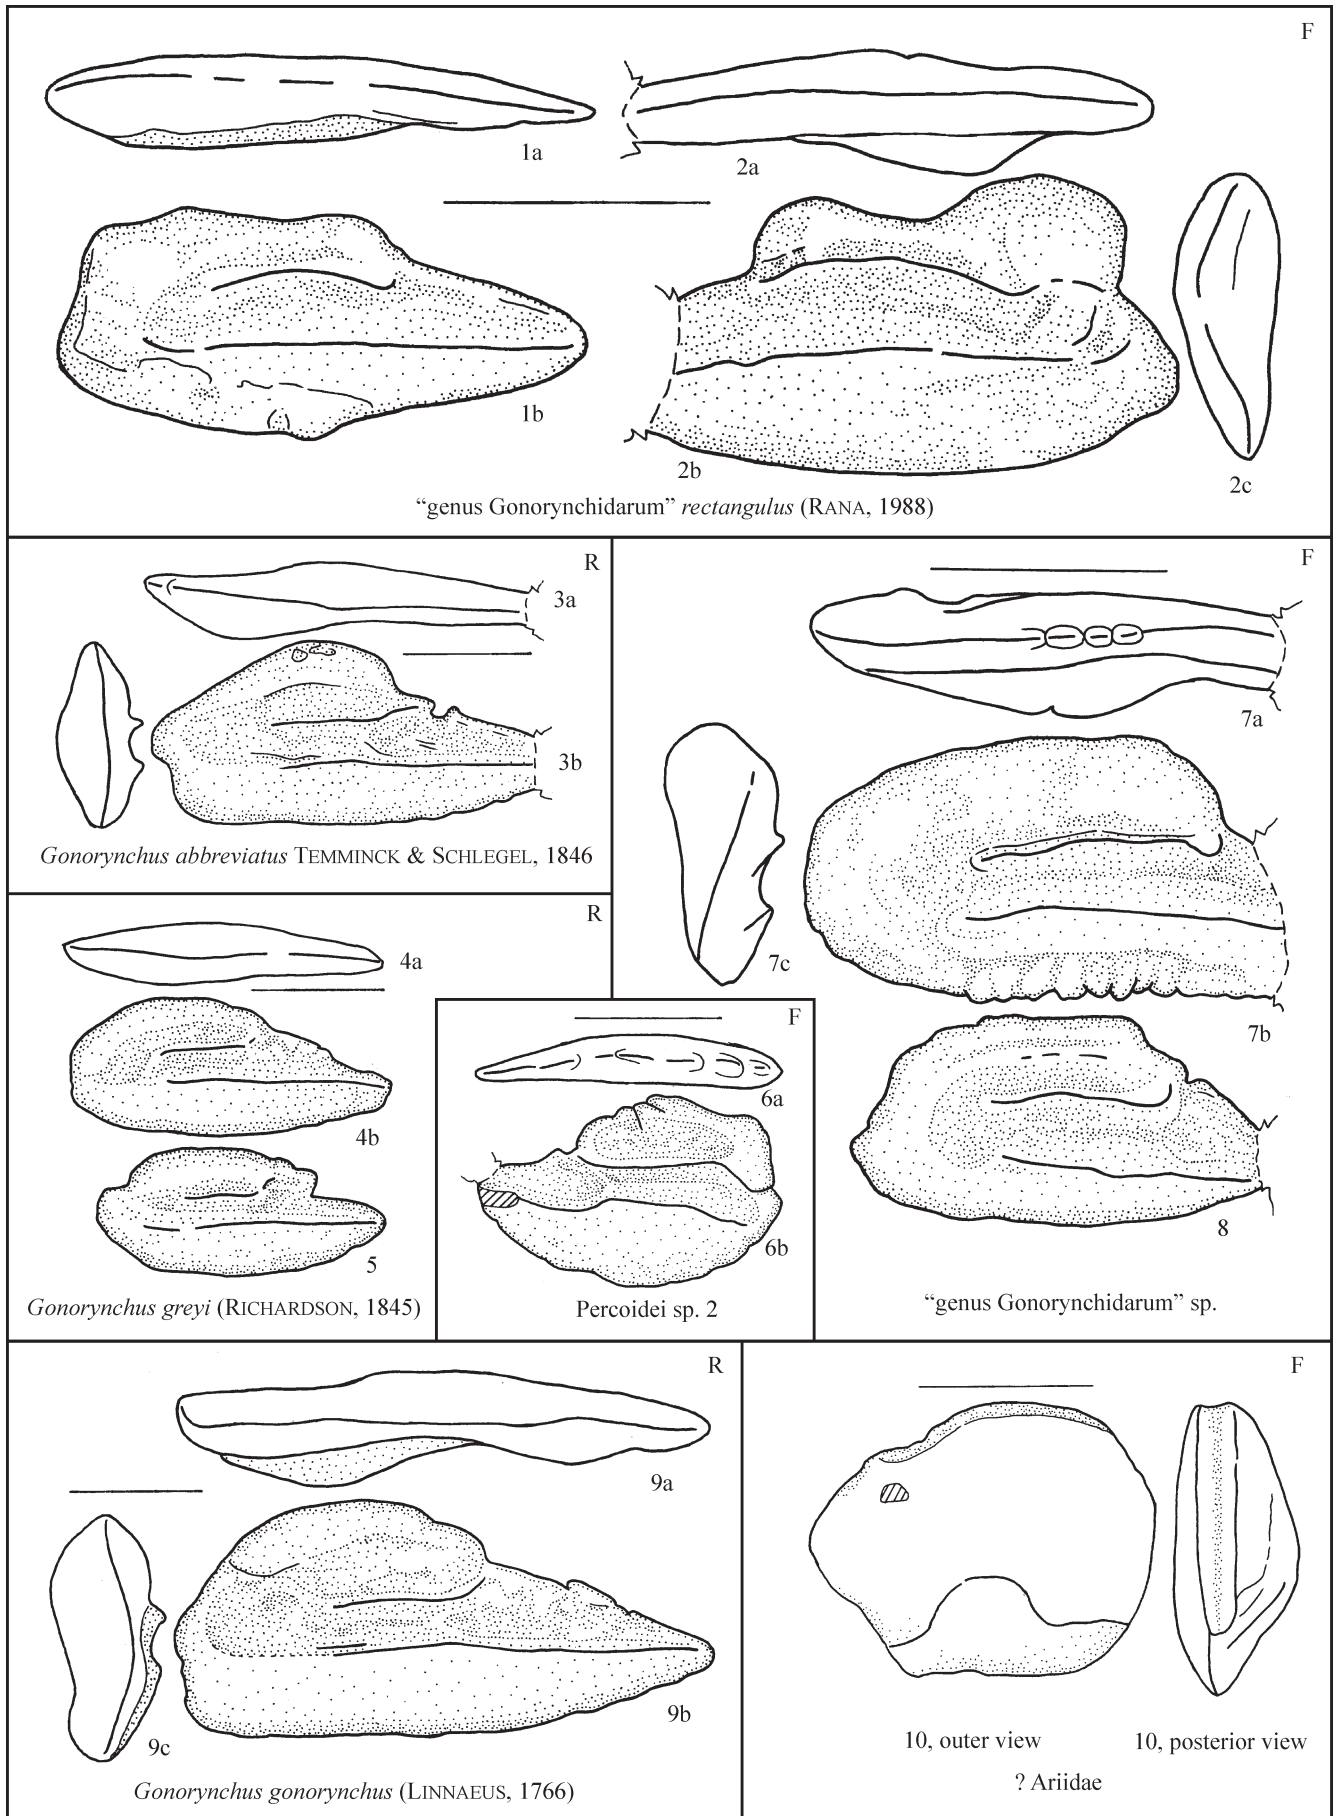 F
1a
2a
1b
2b
2c
“genus Gonorynchidarum” rectangulus (RANA, 1988)
R
3a
3b
Gonorynchus abbreviatus TEMMINCK & SCHLEGEL, 1846
F
7a
7c
7b
8
“genus Gonorynchidarum” sp.
R
4a
4b
5
Gonorynchus greyi (RICHARDSON, 1845)
F
6a
6b
Percoidei sp. 2
R
9a
9b
9c
Gonorynchus gonorynchus (LINNAEUS, 1766)
F
10, outer view
10, posterior view
? Ariidae